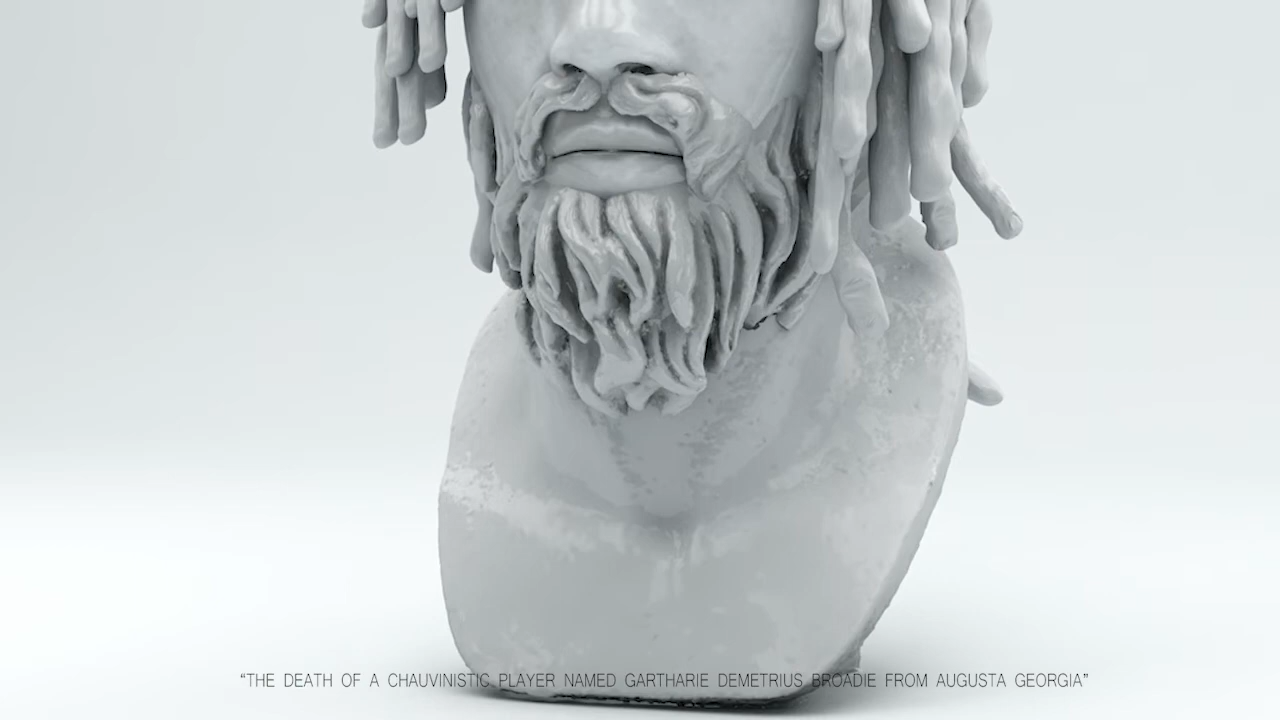 “THE DEATH OF A CHAUVINISTIC PLAYER NAMED GARTHARIE DEMETRIUS BROADIE FROM AUGUSTA GEORGIA”